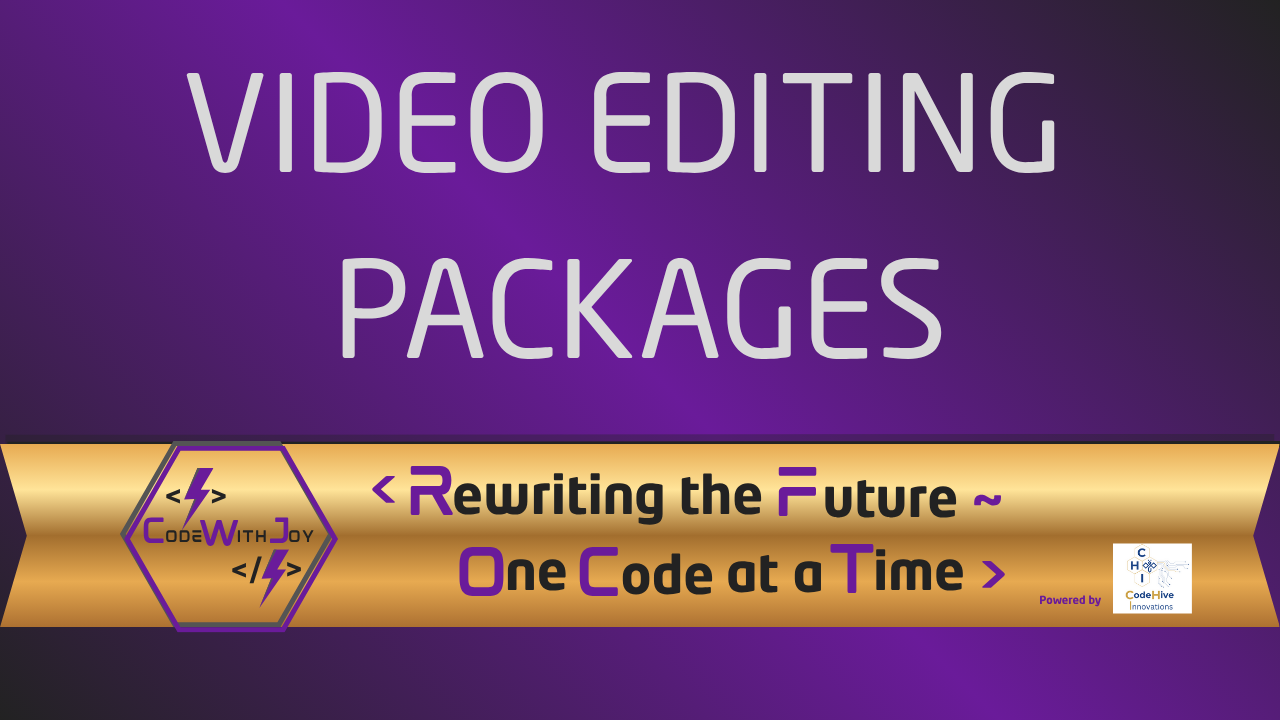 VIDEO EDITING
PACKAGES
< >
CodeWithJoy
</ >
< Rewriting the Future ~
One Code at a Time >
Powered by
C
H
I
CodeHive
Innovations